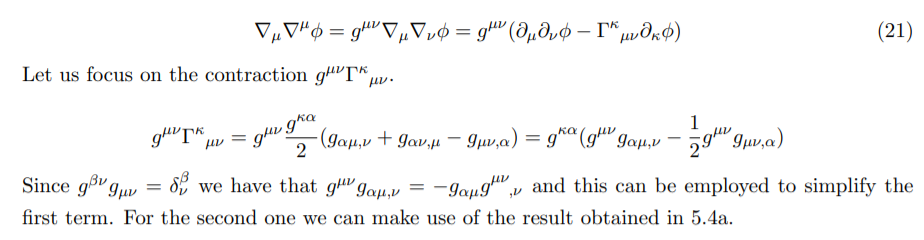 ∇_μ∇^μϕ = g^{μν}∇_μ∇_νϕ = g^{μν}(∂_μ∂_νϕ − Γ^κ_{μν}∂_κϕ) (21)
Let us focus on the contraction g^{μν}Γ^κ_{μν}.
g^{μν}Γ^κ_{μν} = g^{μν} \frac{g^{κα}}{2}(g_{αμ,ν} + g_{αν,μ} − g_{μν,α}) = g^{κα}(g^{μν}g_{αμ,ν} − \frac{1}{2}g^{μν}g_{μν,α})
Since g^{βν}g_{μν} = δ^β_ν we have that g^{μν}g_{αμ,ν} = −g_{αμ}g^{μν}_{,ν} and this can be employed to simplify the
first term. For the second one we can make use of the result obtained in 5.4a.